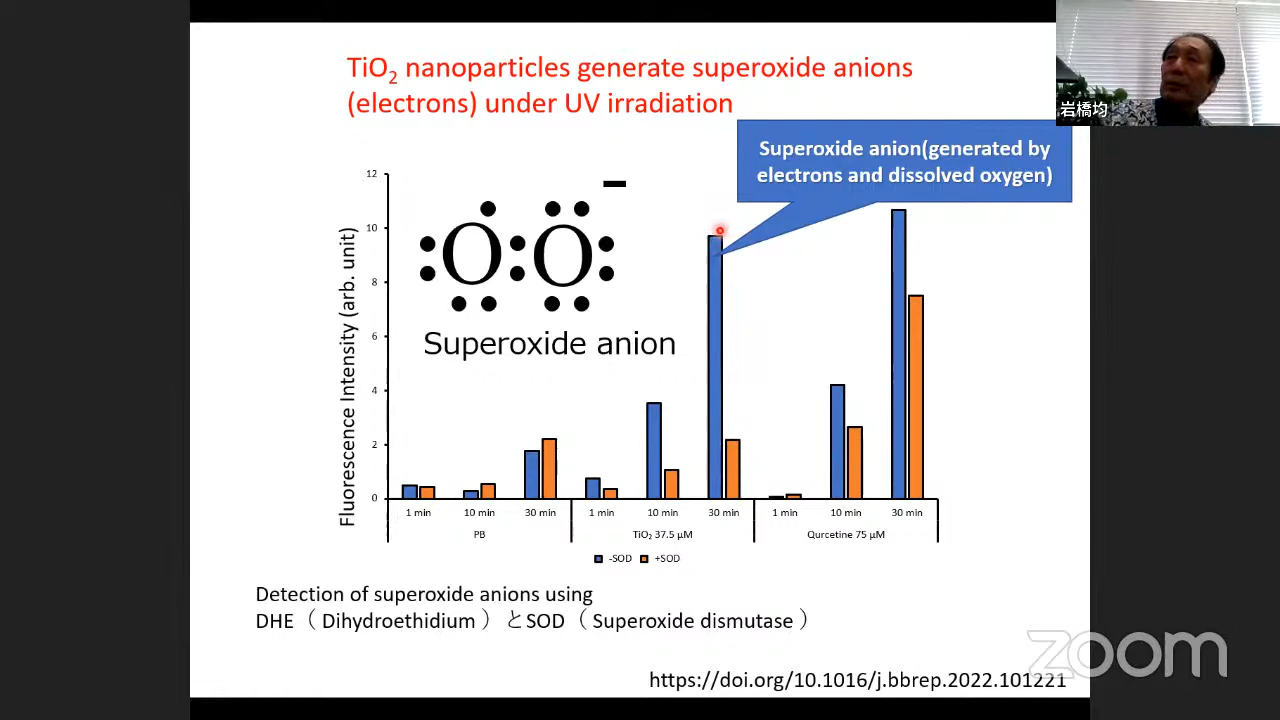 TiO2 nanoparticles generate superoxide anions
(electrons) under UV irradiation
岩橋均
Superoxide anion(generated by
electrons and dissolved oxygen)
Fluorescence Intensity (arb. unit)
12
10
8
6
4
2
0
O:O
Superoxide anion
1 min 10 min 30 min 1 min 10 min 30 min 1 min 10 min 30 min
PB TiO2 37.5 µM Qurcetine 75 µM
-SOD +SOD
Detection of superoxide anions using
DHE（Dihydroethidium）とSOD（Superoxide dismutase）
zoom
https://doi.org/10.1016/j.bbrep.2022.101221